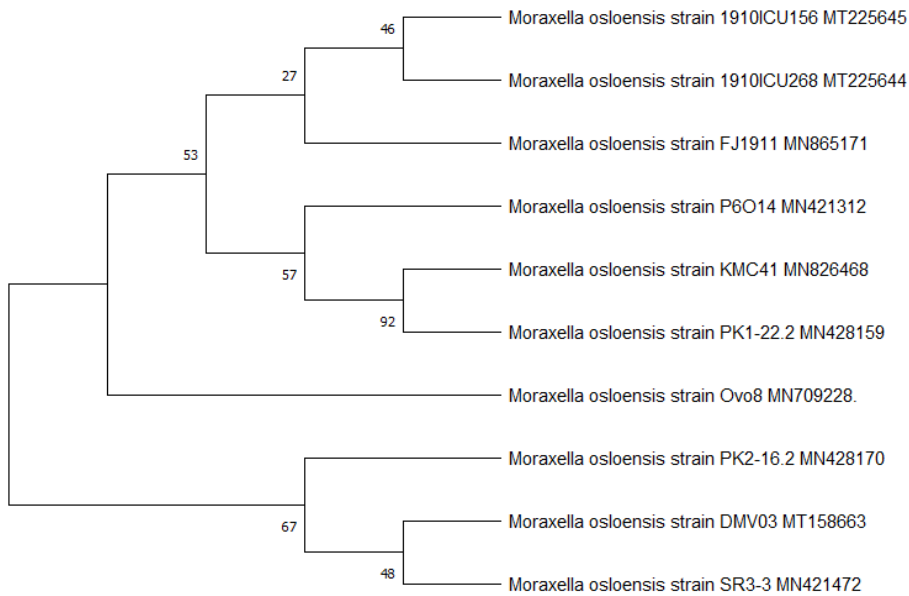 Moraxella osloensis strain 1910ICU156 MT225645
46
Moraxella osloensis strain 1910ICU268 MT225644
27
Moraxella osloensis strain FJ1911 MN865171
53
Moraxella osloensis strain P6O14 MN421312
57
Moraxella osloensis strain KMC41 MN826468
92
Moraxella osloensis strain PK1-22.2 MN428159
Moraxella osloensis strain Ovo8 MN709228.
Moraxella osloensis strain PK2-16.2 MN428170
67
Moraxella osloensis strain DMV03 MT158663
48
Moraxella osloensis strain SR3-3 MN421472